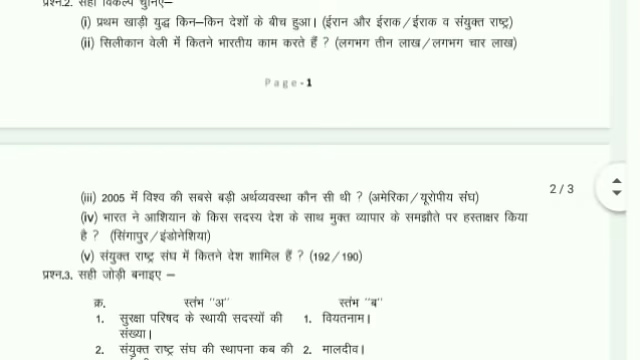 प्रश्न.2. सही विकल्प चुनिए—
(i) प्रथम खाड़ी युद्ध किन–किन देशों के बीच हुआ। (ईरान और ईराक/ईराक व संयुक्त राष्ट्र)
(ii) सिलीकान वेली में कितने भारतीय काम करते हैं ? (लगभग तीन लाख/लगभग चार लाख)
Page-1
(iii) 2005 में विश्व की सबसे बड़ी अर्थव्यवस्था कौन सी थी ? (अमेरिका/यूरोपीय संघ)
2/3
(iv) भारत ने आशियान के किस सदस्य देश के साथ मुक्त व्यापार के समझौते पर हस्ताक्षर किया
है ? (सिंगापुर/इंडोनेशिया)
(v) संयुक्त राष्ट्र संघ में कितने देश शामिल हैं ? (192/190)
प्रश्न.3. सही जोड़ी बनाइए —
क्र. स्तंभ "अ" स्तंभ "ब"
1. सुरक्षा परिषद के स्थायी सदस्यों की 1. वियतनाम।
संख्या।
2. संयुक्त राष्ट्र संघ की स्थापना कब की 2. मालदीव।